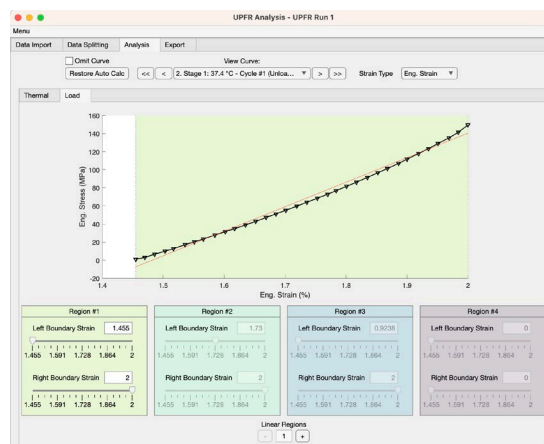 UPFR Analysis - UPFR Run 1
Menu
Data Import Data Splitting Analysis Export
Omit Curve View Curve:
Restore Auto Calc << < 2. Stage 1: 37.4 °C - Cycle #1 (Unloa... > >> Strain Type Eng. Strain
Thermal Load
160
140
120
100
80
60
40
20
0
-20
Eng. Stress (MPa)
1.4 1.5 1.6 1.7 1.8 1.9 2
Eng. Strain (%)
Region #1 Region #2 Region #3 Region #4
Left Boundary Strain 1.455 Left Boundary Strain 1.73 Left Boundary Strain 0.9238 Left Boundary Strain 0
1.455 1.591 1.728 1.864 2 1.455 1.591 1.728 1.864 2 1.455 1.591 1.728 1.864 2 1.455 1.591 1.728 1.864 2
Right Boundary Strain 2 Right Boundary Strain 2 Right Boundary Strain 2 Right Boundary Strain 0
1.455 1.591 1.728 1.864 2 1.455 1.591 1.728 1.864 2 1.455 1.591 1.728 1.864 2 1.455 1.591 1.728 1.864 2
Linear Regions
- 1 +